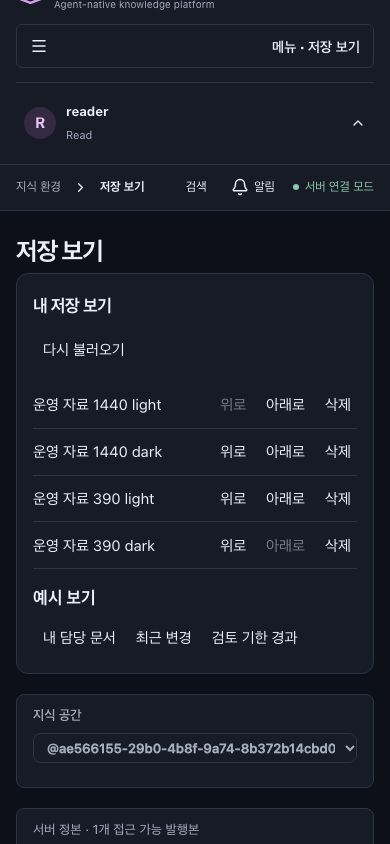 Agent-native knowledge platform
메뉴 · 저장 보기
R
reader
Read
지식 환경 저장 보기 검색 알림 서버 연결 모드
저장 보기
내 저장 보기
다시 불러오기
운영 자료 1440 light 위로 아래로 삭제
운영 자료 1440 dark 위로 아래로 삭제
운영 자료 390 light 위로 아래로 삭제
운영 자료 390 dark 위로 아래로 삭제
예시 보기
내 담당 문서 최근 변경 검토 기한 경과
지식 공간
@ae566155-29b0-4b8f-9a74-8b372b14cbd0
서버 정본 · 1개 접근 가능 발행본